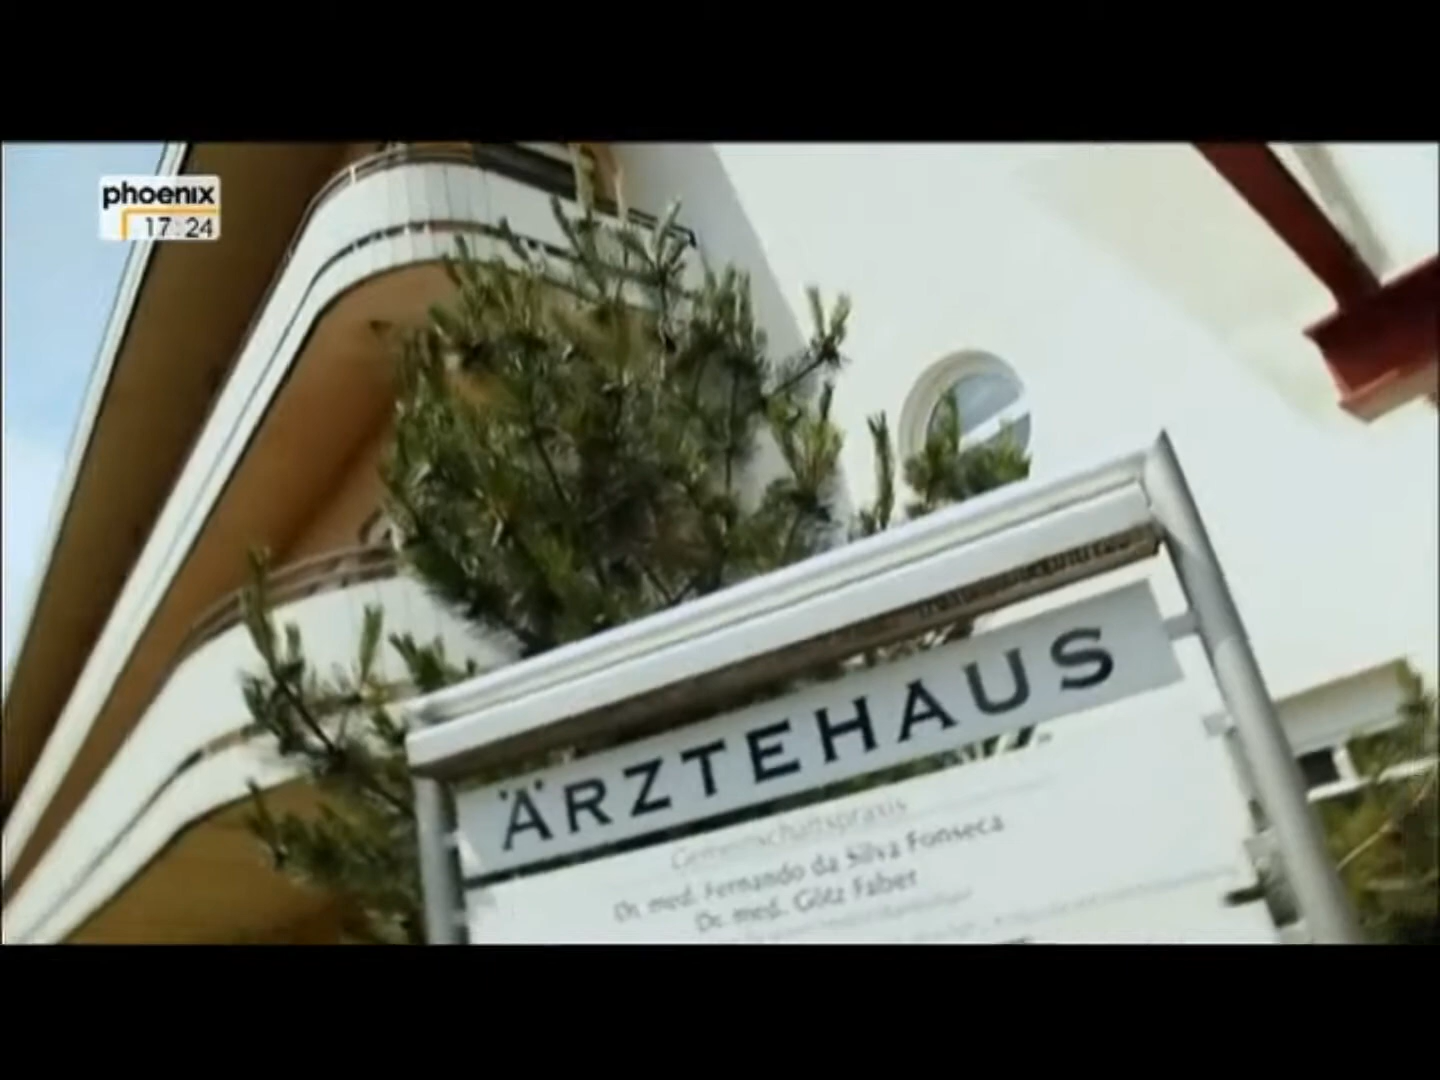 phoenix
17:24
ÄRZTEHAUS
Gemeinschaftspraxis
Dr. med. Fernando da Silva Fonseca
Dr. med. Götz Faber